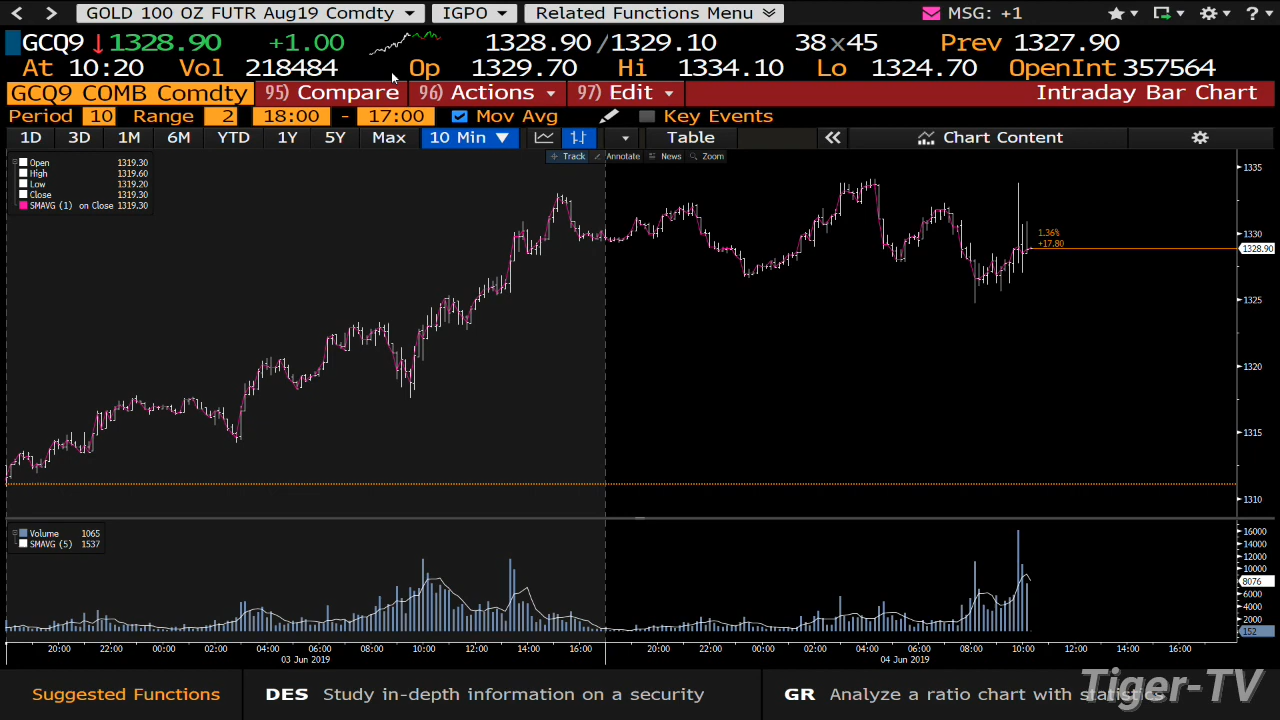 GOLD 100 OZ FUTR Aug19 Comdty IGPO Related Functions Menu MSG: +1 ?
GCQ9 ↓1328.90 +1.00 1328.90 /1329.10 38x45 Prev 1327.90
At 10:20 Vol 218484 Op 1329.70 Hi 1334.10 Lo 1324.70 OpenInt 357564
GCQ9 COMB Comdty 95) Compare 96) Actions 97) Edit Intraday Bar Chart
Period 10 Range 2 18:00 - 17:00 Mov Avg Key Events
1D 3D 1M 6M YTD 1Y 5Y Max 10 Min ▼ Table « Chart Content
Track Annotate News Zoom
Open 1319.30
High 1319.60
Low 1319.20
Close 1319.30
SMAVG (1) on Close 1319.30
1335
1330
1.36%
+17.80
1328.90
1325
1320
1315
1310
Volume 1065
SMAVG (5) 1537
16000
14000
12000
10000
8076
6000
4000
2000
152
20:00 22:00 00:00 02:00 04:00 06:00 08:00 10:00 12:00 14:00 16:00 20:00 22:00 00:00 02:00 04:00 06:00 08:00 10:00 12:00 14:00 16:00
03 Jun 2019 04 Jun 2019
Suggested Functions DES Study in-depth information on a security GR Analyze a ratio chart with statistics
Tiger-TV